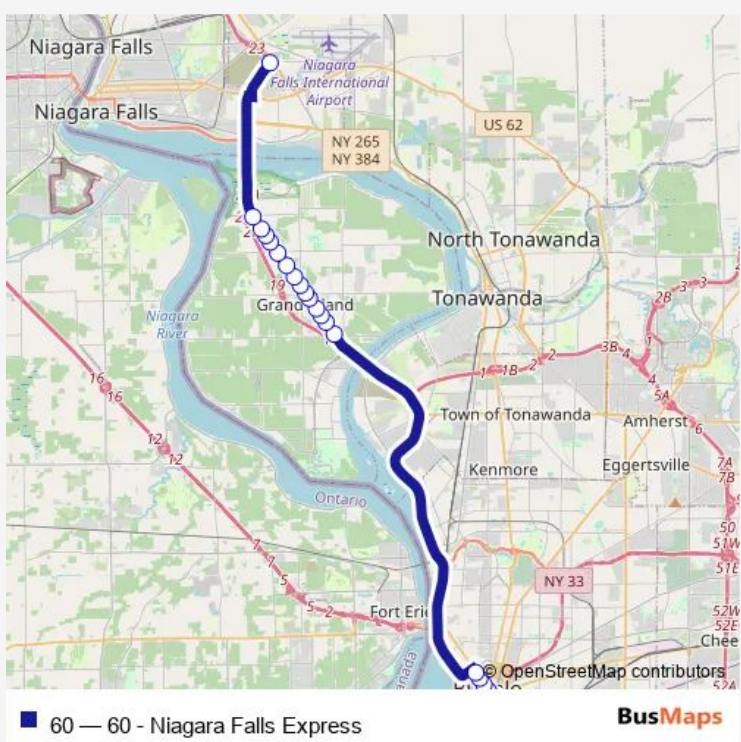 Niagara Falls
23
Niagara
Falls International
Airport
Niagara Falls
US 62
NY 265
NY 384
North Tonawanda
19
Grand Island
Tonawanda
2B 3 3
Niagara
River
3B 4
1 1B 2 2
4
16
16
5A
Town of Tonawanda
Amherst 6
12
12
Kenmore
Eggertsville
7A
7B
Ontario
50
51W
51E
1
1
NY 33
5
5 2
Fort Erie
52W
52E
Chee
anada
© OpenStreetMap contributors
52A
60 — 60 - Niagara Falls Express
BusMaps